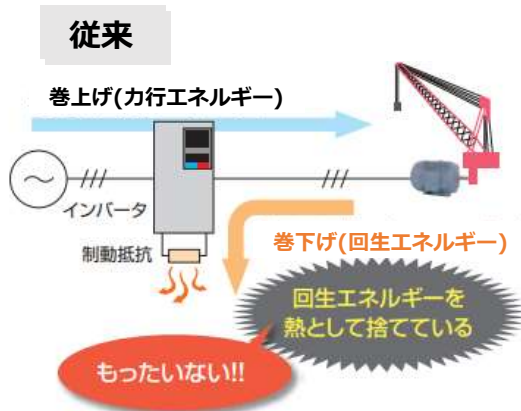 従来
巻上げ(力行エネルギー)
インバータ
制動抵抗
巻下げ(回生エネルギー)
回生エネルギーを
熱として捨てている
もったいない!!